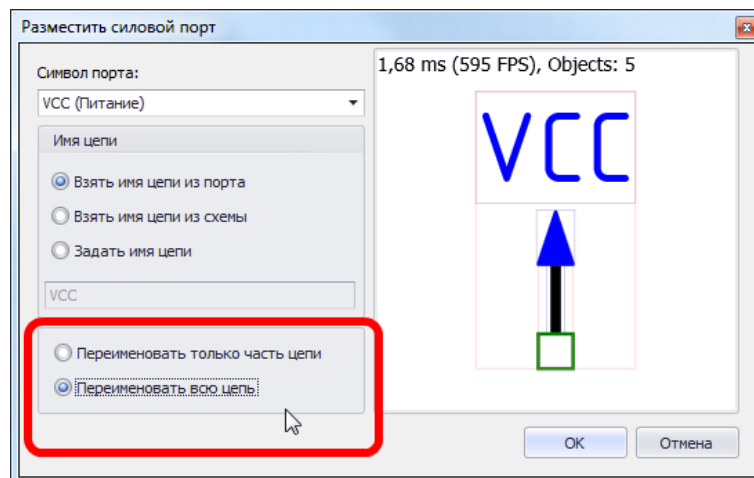 Разместить силовой порт
Символ порта:
VCC (Питание)
Имя цепи
Взять имя цепи из порта
Взять имя цепи из схемы
Задать имя цепи
VCC
Переименовать только часть цепи
Переименовать всю цепь
1,68 ms (595 FPS), Objects: 5
VCC
OK
Отмена